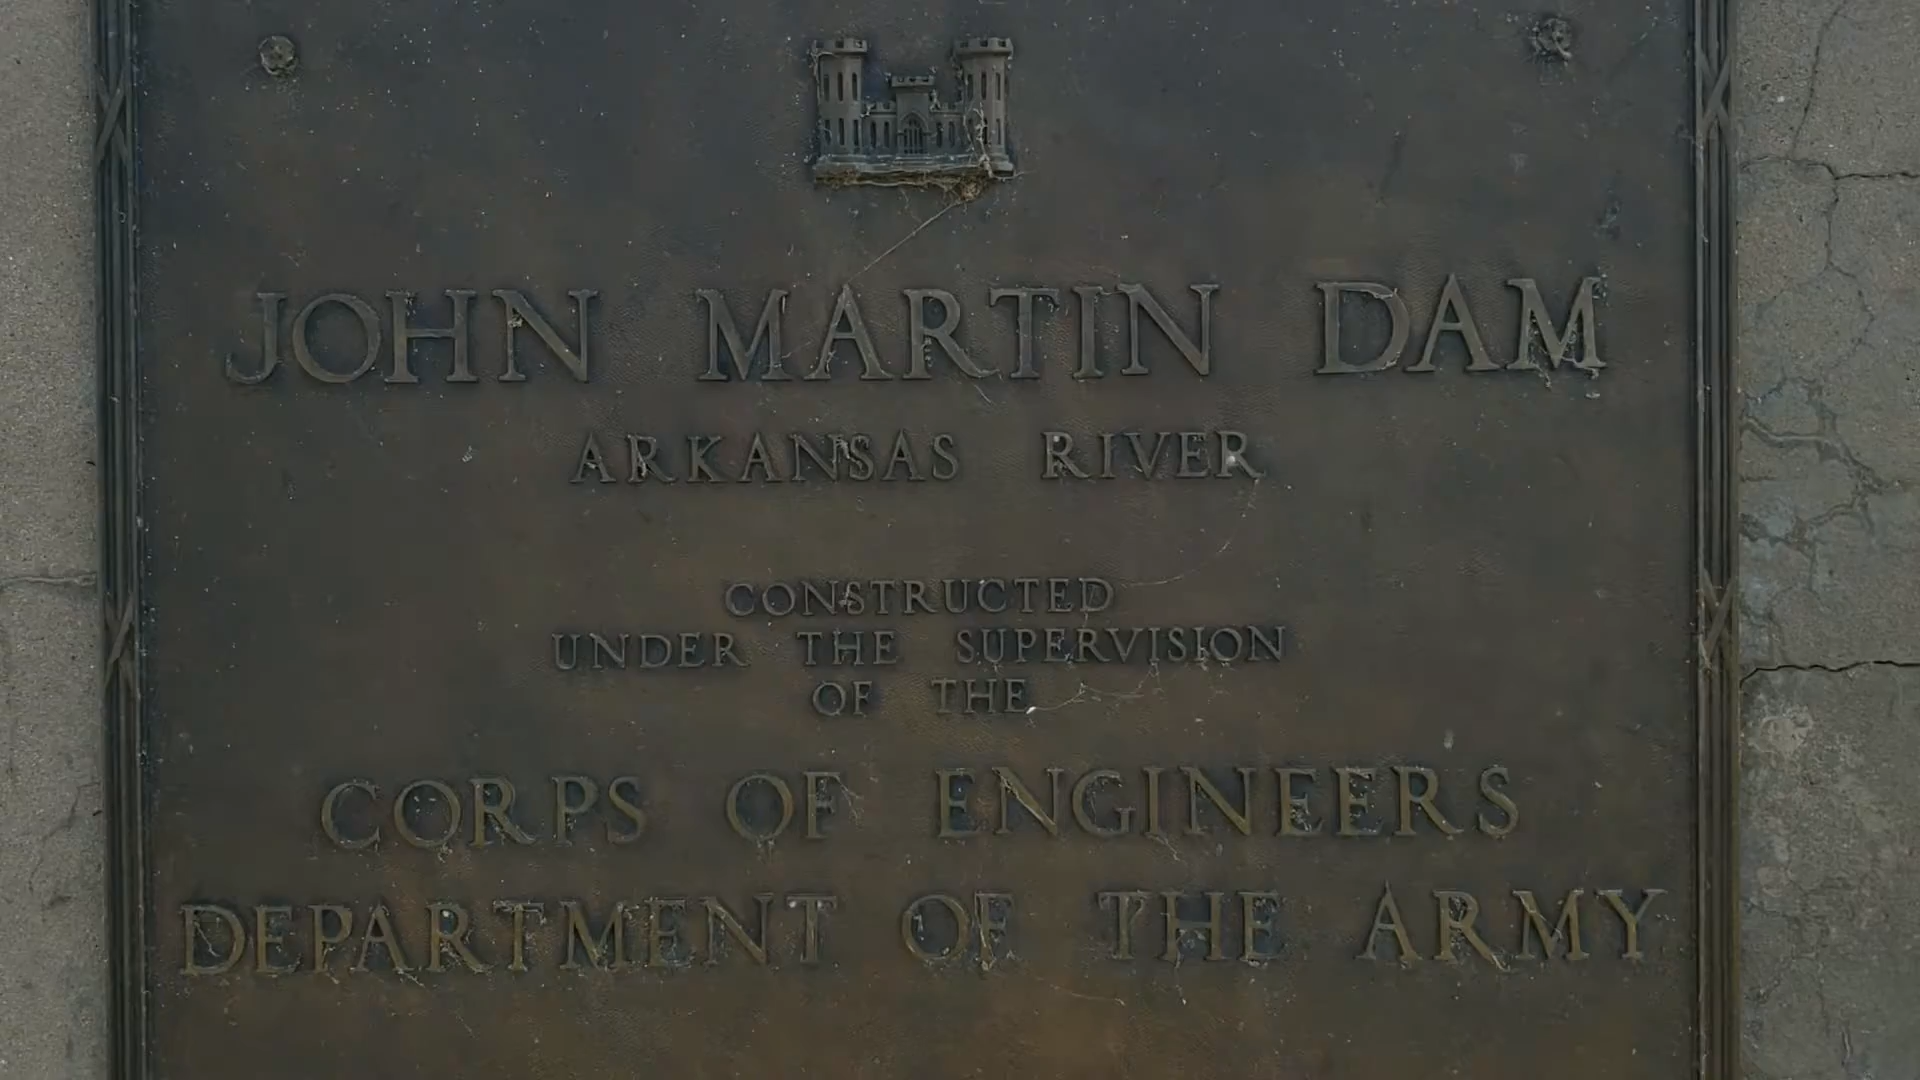 JOHN MARTIN DAM
ARKANSAS RIVER
CONSTRUCTED
UNDER THE SUPERVISION
OF THE
CORPS OF ENGINEERS
DEPARTMENT OF THE ARMY